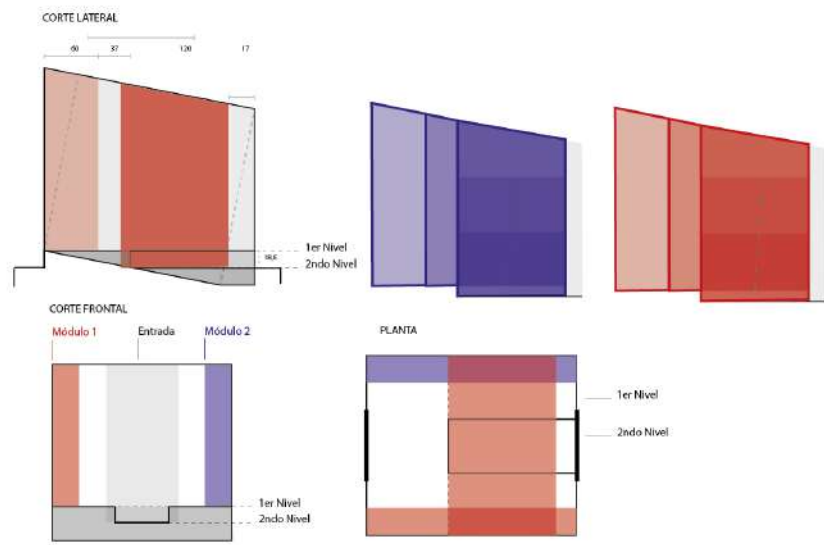 CORTE LATERAL
60 37 120 17
1er Nivel
18,6
2ndo Nivel
CORTE FRONTAL
Módulo 1 Entrada Módulo 2
1er Nivel
2ndo Nivel
PLANTA
1er Nivel
2ndo Nivel